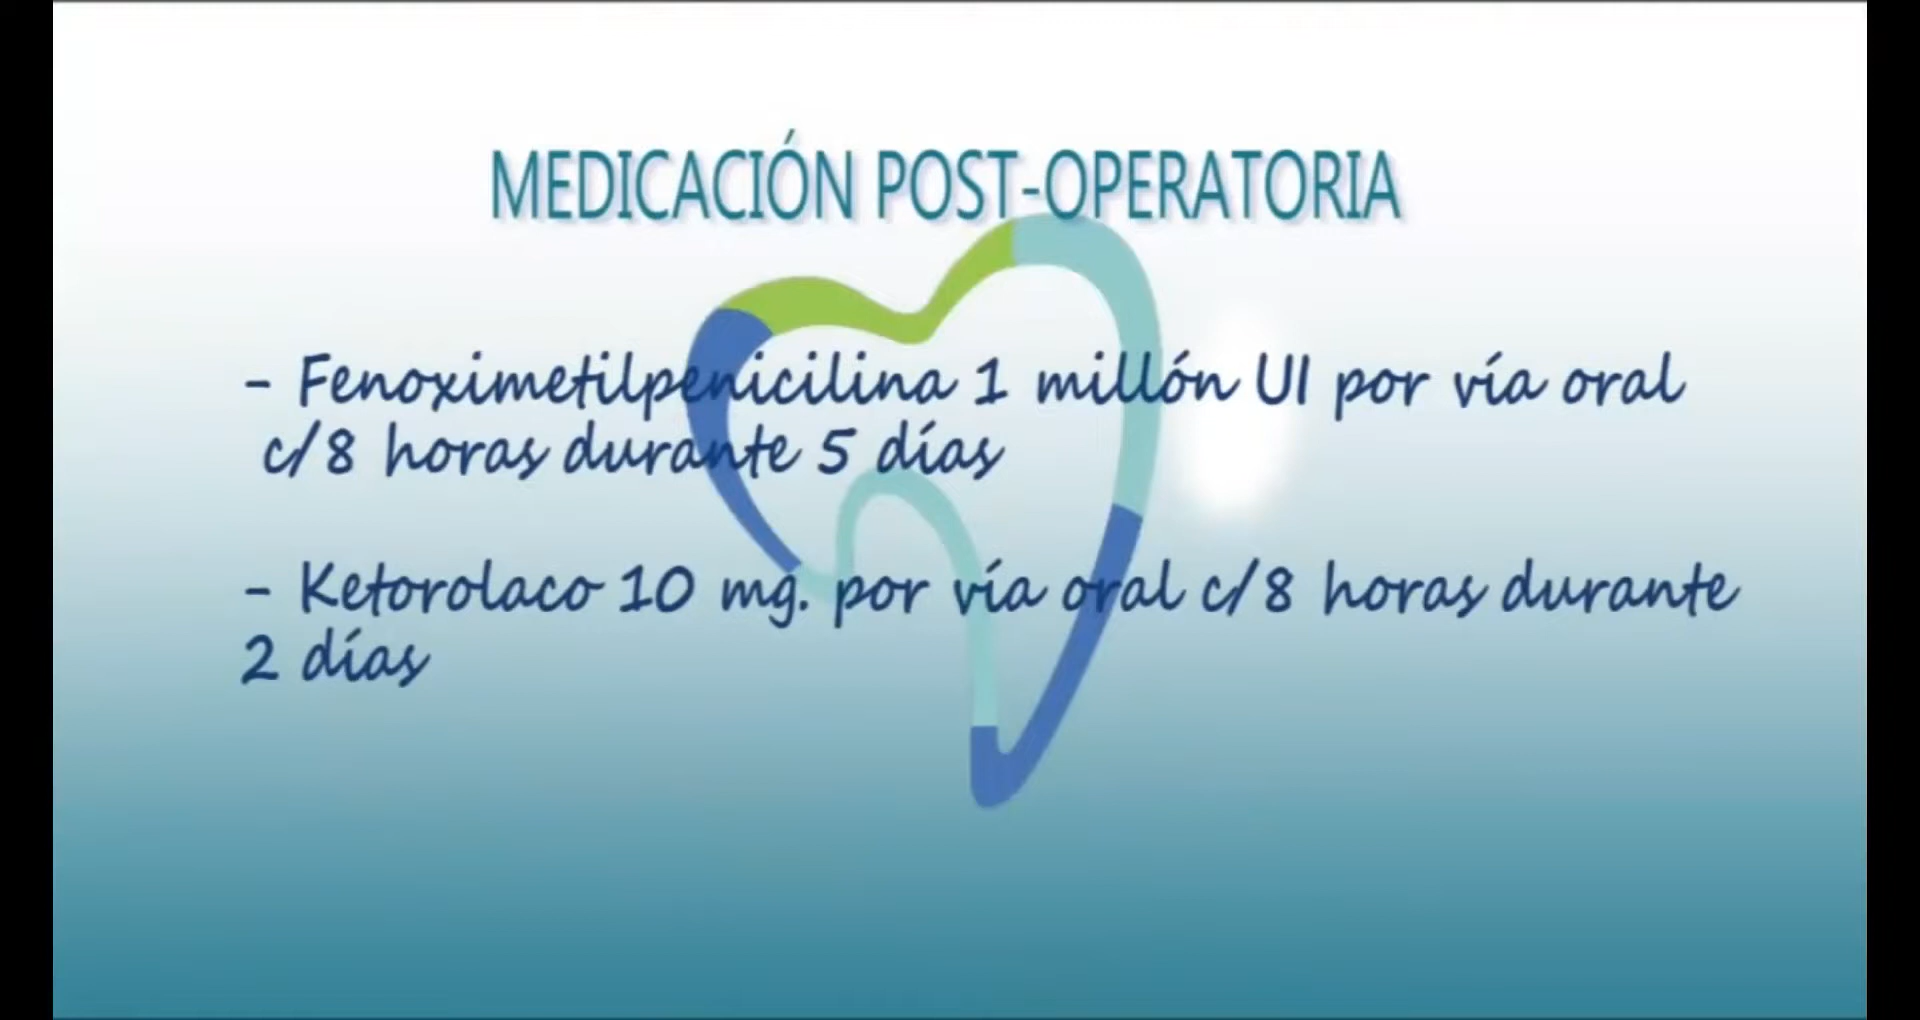 MEDICACIÓN POST-OPERATORIA
- Fenoximetilpenicilina 1 millón UI por vía oral
c/8 horas durante 5 días
- Ketorolaco 10 mg. por vía oral c/8 horas durante
2 días